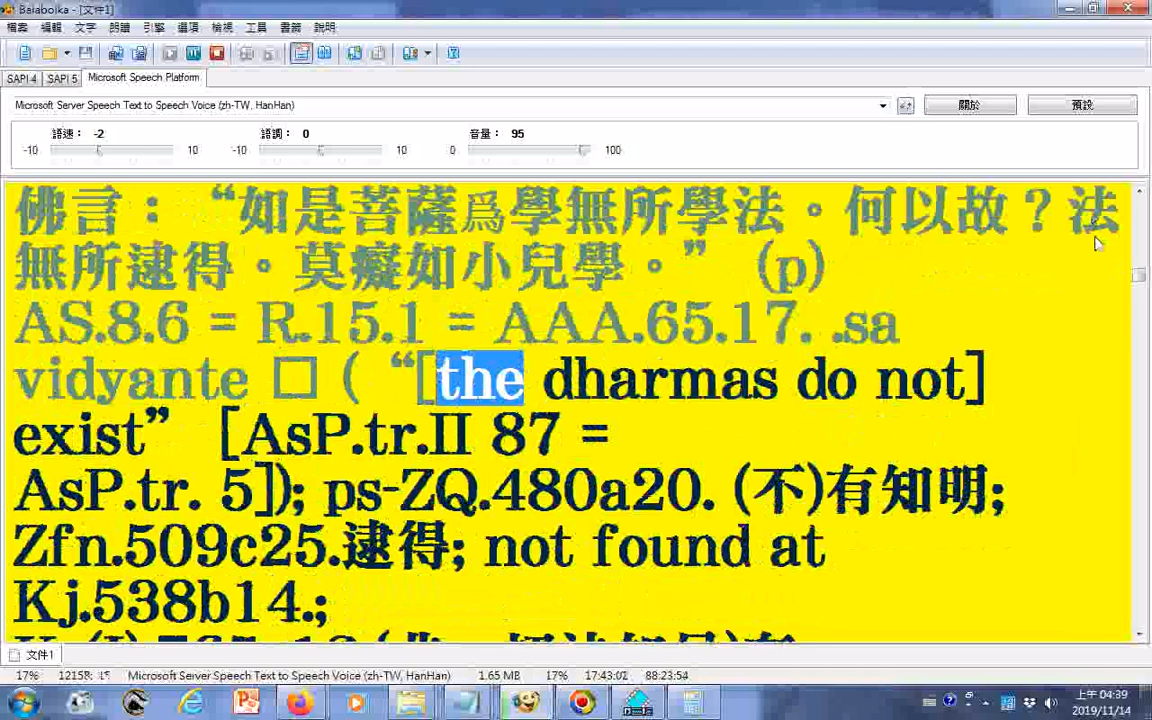 Balabolka - [文件1]
檔案 編輯 文字 朗讀 引擎 選項 檢視 工具 書籤 說明
SAPI 4 SAPI 5 Microsoft Speech Platform
Microsoft Server Speech Text to Speech Voice (zh-TW, HanHan) 關於 預設
語速： -2 語調： 0 音量： 95
-10 10 -10 10 0 100
佛言：“如是菩薩爲學無所學法。何以故？法
無所逮得。莫癡如小兒學。” (p)
AS.8.6 = R.15.1 = AAA.65.17. .sa
vidyante □ (“[the dharmas do not]
exist” [AsP.tr.II 87 =
AsP.tr. 5]); ps-ZQ.480a20. (不)有知明;
Zfn.509c25.逮得; not found at
Kj.538b14.;
文件1
17% Microsoft Server Speech Text to Speech Voice (zh-TW, HanHan) 1.65 MB 17% 17:43:02 88:23:54
上午 04:39
2019/11/14